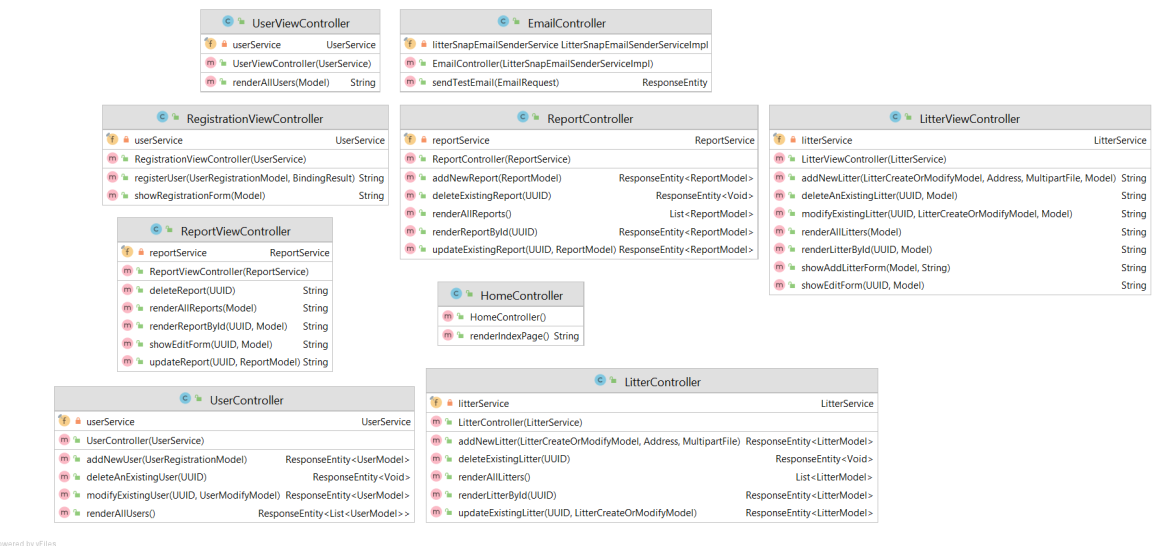 UserViewController
userService UserService
UserViewController(UserService)
renderAllUsers(Model) String
EmailController
litterSnapEmailSenderService LitterSnapEmailSenderServiceImpl
EmailController(LitterSnapEmailSenderServiceImpl)
sendTestEmail(EmailRequest) ResponseEntity
RegistrationViewController
userService UserService
RegistrationViewController(UserService)
registerUser(UserRegistrationModel, BindingResult) String
showRegistrationForm(Model) String
ReportController
reportService ReportService
ReportController(ReportService)
addNewReport(ReportModel) ResponseEntity<ReportModel>
deleteExistingReport(UUID) ResponseEntity<Void>
renderAllReports() List<ReportModel>
renderReportById(UUID) ResponseEntity<ReportModel>
updateExistingReport(UUID, ReportModel) ResponseEntity<ReportModel>
LitterViewController
litterService LitterService
LitterViewController(LitterService)
addNewLitter(LitterCreateOrModifyModel, Address, MultipartFile, Model) String
deleteAnExistingLitter(UUID, Model) String
modifyExistingLitter(UUID, LitterCreateOrModifyModel, Model) String
renderAllLitters(Model) String
renderLitterById(UUID, Model) String
showAddLitterForm(Model, String) String
showEditForm(UUID, Model) String
ReportViewController
reportService ReportService
ReportViewController(ReportService)
deleteReport(UUID) String
renderAllReports(Model) String
renderReportById(UUID, Model) String
showEditForm(UUID, Model) String
updateReport(UUID, ReportModel) String
HomeController
HomeController()
renderIndexPage() String
UserController
userService UserService
UserController(UserService)
addNewUser(UserRegistrationModel) ResponseEntity<UserModel>
deleteAnExistingUser(UUID) ResponseEntity<Void>
modifyExistingUser(UUID, UserModifyModel) ResponseEntity<UserModel>
renderAllUsers() ResponseEntity<List<UserModel>>
LitterController
litterService LitterService
LitterController(LitterService)
addNewLitter(LitterCreateOrModifyModel, Address, MultipartFile) ResponseEntity<LitterModel>
deleteExistingLitter(UUID) ResponseEntity<Void>
renderAllLitters() List<LitterModel>
renderLitterById(UUID) ResponseEntity<LitterModel>
updateExistingLitter(UUID, LitterCreateOrModifyModel) ResponseEntity<LitterModel>
owered by yFiles